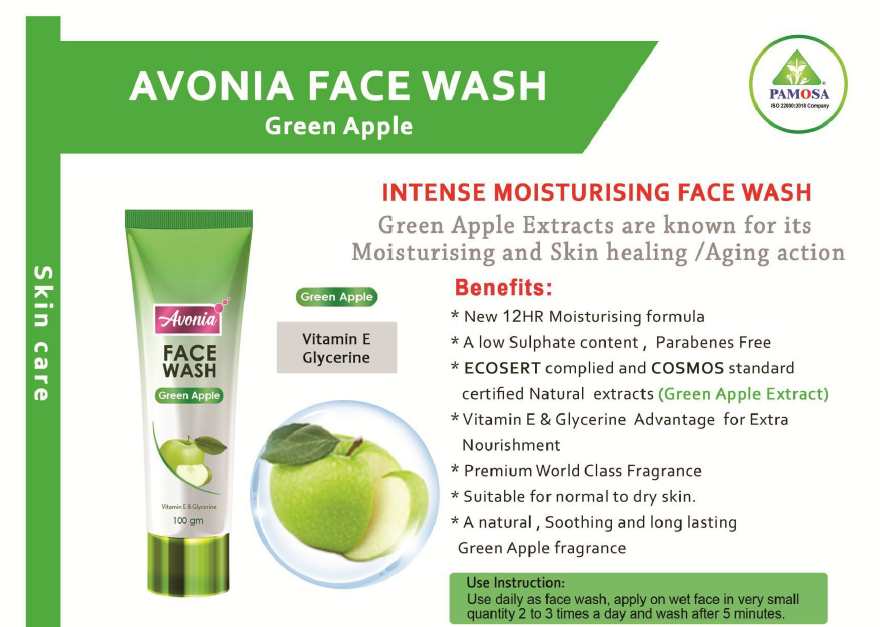 AVONIA FACE WASH
Green Apple
PAMOSA
ISO 22000:2018 Company
Skin care
INTENSE MOISTURISING FACE WASH
Green Apple Extracts are known for its
Moisturising and Skin healing /Aging action
Avonia
FACE
WASH
Green Apple
Vitamin E & Glycerine
100 gm
Green Apple
Vitamin E
Glycerine
Benefits:
* New 12HR Moisturising formula
* A low Sulphate content , Parabenes Free
* ECOSERT complied and COSMOS standard
certified Natural extracts (Green Apple Extract)
* Vitamin E & Glycerine Advantage for Extra
Nourishment
* Premium World Class Fragrance
* Suitable for normal to dry skin.
* A natural , Soothing and long lasting
Green Apple fragrance
Use Instruction:
Use daily as face wash, apply on wet face in very small
quantity 2 to 3 times a day and wash after 5 minutes.